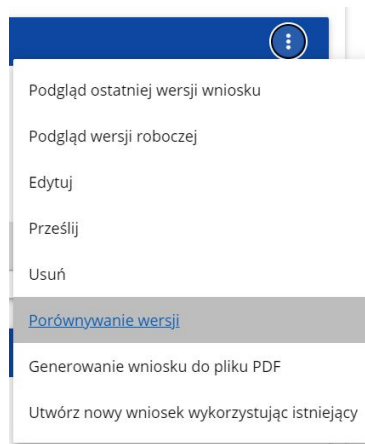 Podgląd ostatniej wersji wniosku
Podgląd wersji roboczej
Edytuj
Prześlij
Usuń
Porównywanie wersji
Generowanie wniosku do pliku PDF
Utwórz nowy wniosek wykorzystując istniejący